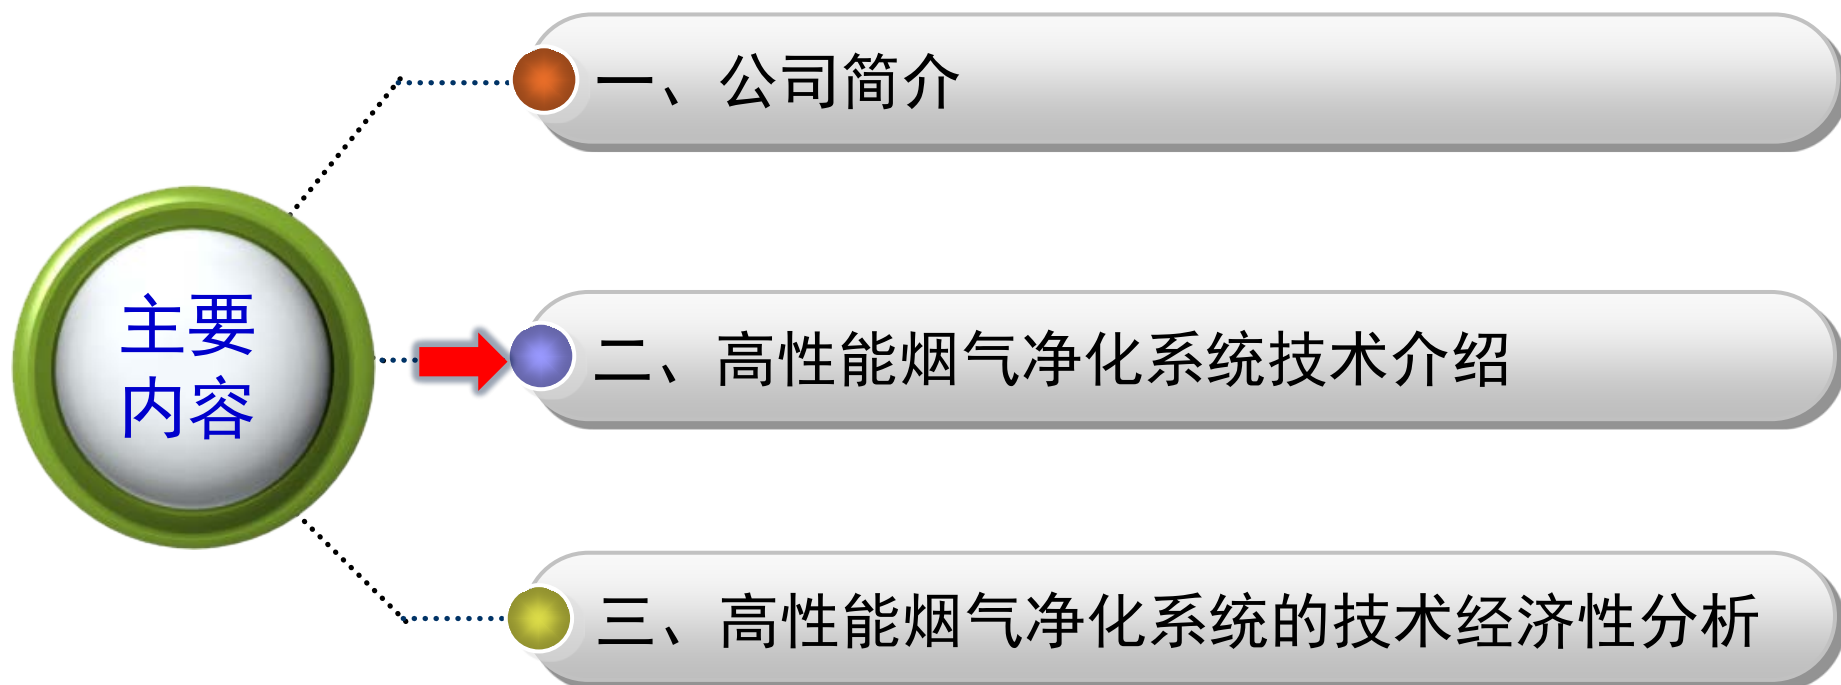 主要
内容
一、公司简介
二、高性能烟气净化系统技术介绍
三、高性能烟气净化系统的技术经济性分析